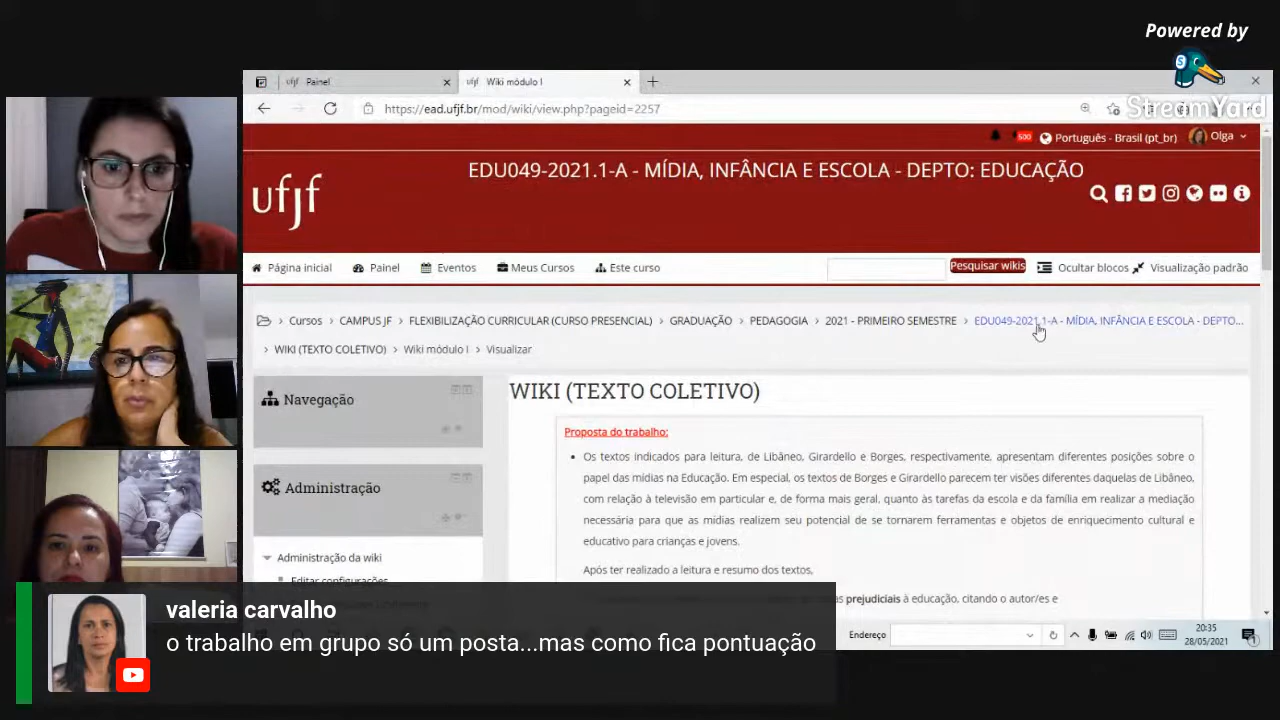 Powered by
StreamYard
ufjf Painel
ufjf Wiki módulo I
https://ead.ufjf.br/mod/wiki/view.php?pageid=2257
500 Português - Brasil (pt_br) Olga
EDU049-2021.1-A - MÍDIA, INFÂNCIA E ESCOLA - DEPTO: EDUCAÇÃO
ufjf
Página inicial Painel Eventos Meus Cursos Este curso Pesquisar wikis Ocultar blocos Visualização padrão
Cursos › CAMPUS JF › FLEXIBILIZAÇÃO CURRICULAR (CURSO PRESENCIAL) › GRADUAÇÃO › PEDAGOGIA › 2021 - PRIMEIRO SEMESTRE › EDU049-2021.1-A - MÍDIA, INFÂNCIA E ESCOLA - DEPTO...
› WIKI (TEXTO COLETIVO) › Wiki módulo I › Visualizar
Navegação
Administração
Administração da wiki
Editar configurações
WIKI (TEXTO COLETIVO)
Proposta do trabalho:
• Os textos indicados para leitura, de Libâneo, Girardello e Borges, respectivamente, apresentam diferentes posições sobre o
papel das mídias na Educação. Em especial, os textos de Borges e Girardello parecem ter visões diferentes daquelas de Libâneo,
com relação à televisão em particular e, de forma mais geral, quanto às tarefas da escola e da família em realizar a mediação
necessária para que as mídias realizem seu potencial de se tornarem ferramentas e objetos de enriquecimento cultural e
educativo para crianças e jovens.
Após ter realizado a leitura e resumo dos textos,
prejudiciais à educação, citando o autor/es e
valeria carvalho
o trabalho em grupo só um posta...mas como fica pontuação
Endereço
20:35
28/05/2021